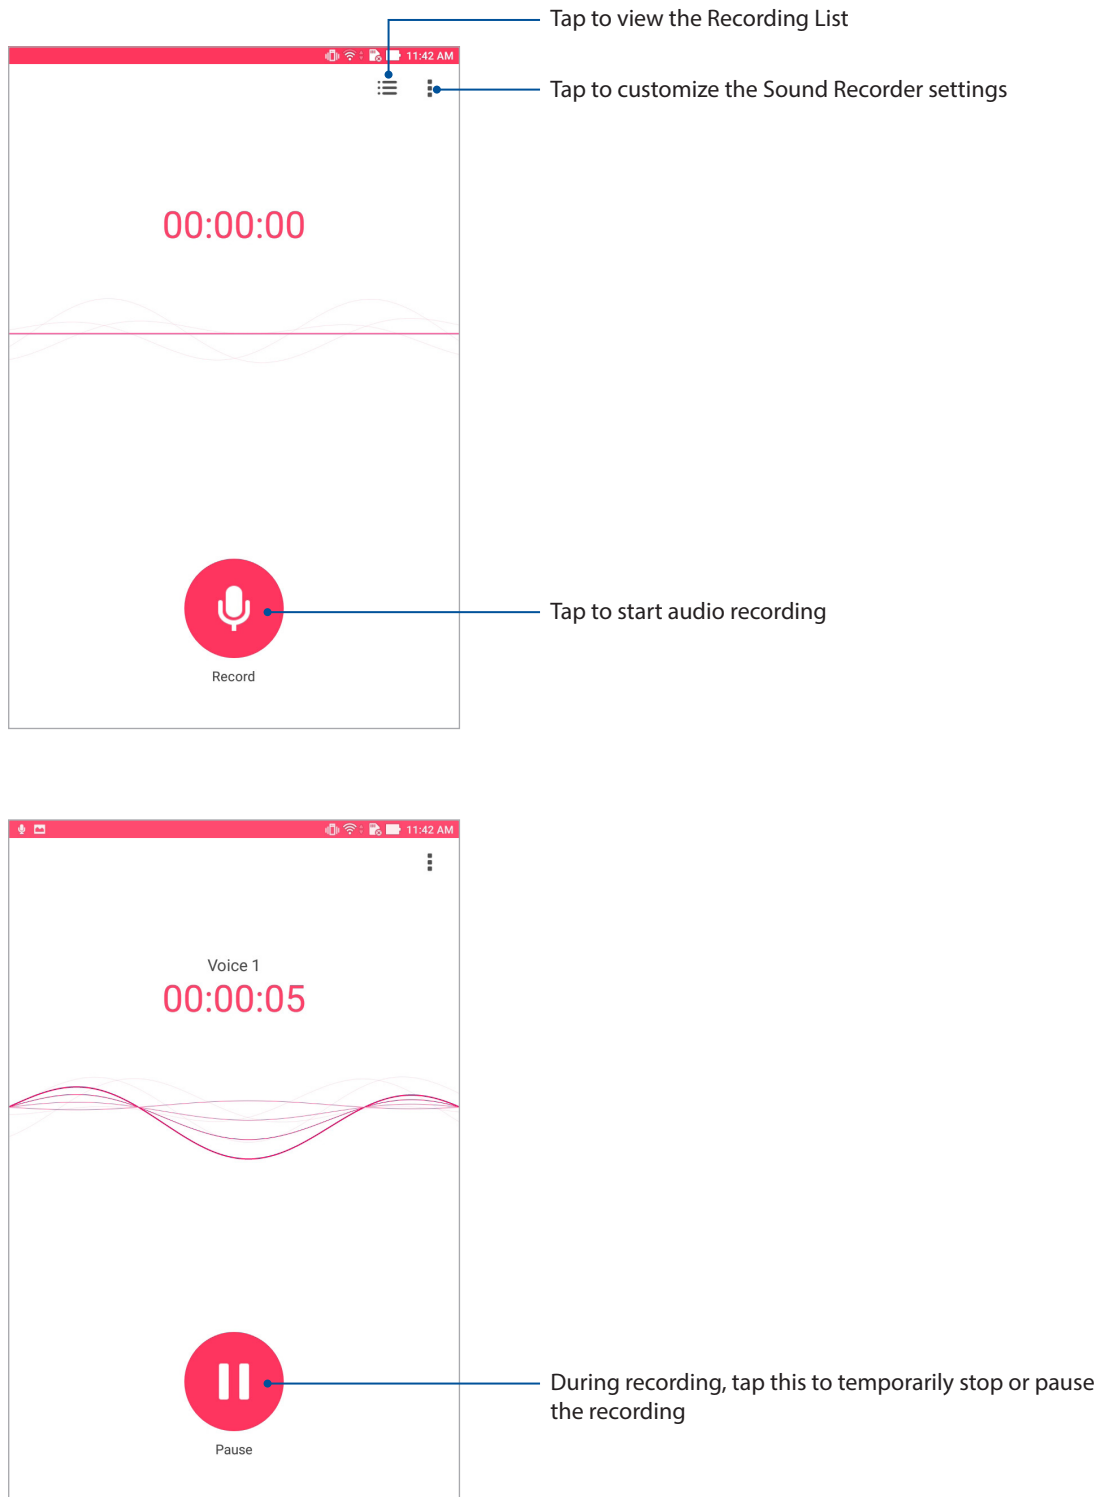 Tap to view the Recording List
11:42 AM
Tap to customize the Sound Recorder settings
00:00:00
Tap to start audio recording
Record
11:42 AM
Voice 1
00:00:05
During recording, tap this to temporarily stop or pause
the recording
Pause